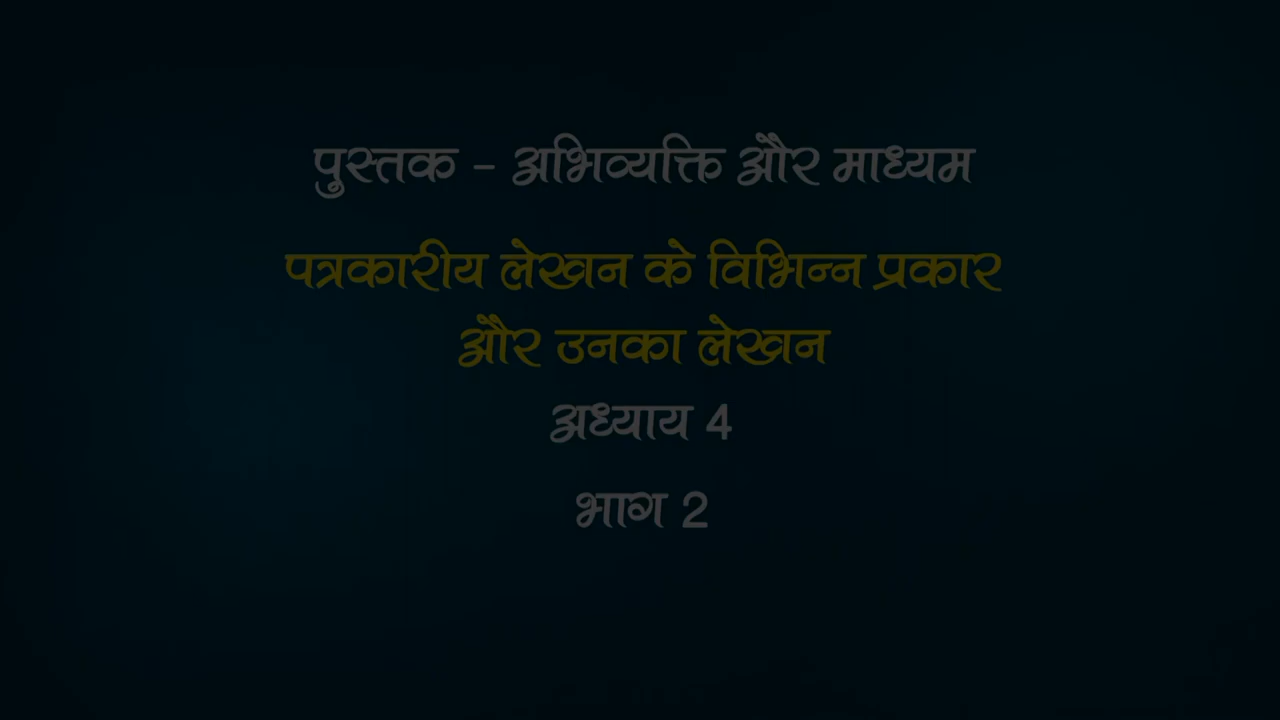 पुस्तक - अभिव्यक्ति और माध्यम
पत्रकारीय लेखन के विभिन्न प्रकार
और उनका लेखन
अध्याय 4
भाग 2